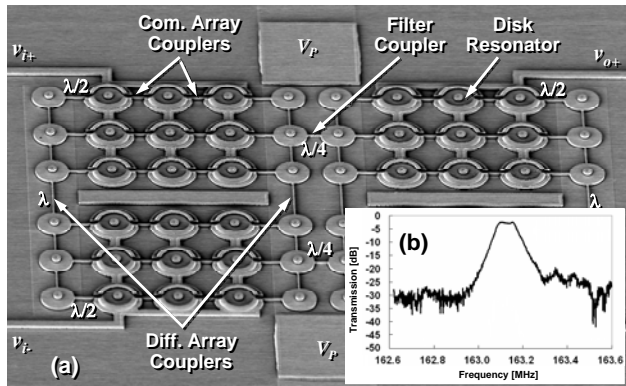 Com. Array
Couplers
Filter
Coupler
Disk
Resonator
v_i+
V_P
v_o+
λ/2
λ/2
λ/4
λ
λ
λ/4
λ/2
v_i-
(a)
Diff. Array
Couplers
V_P
(b)
Transmission [dB]
0
-5
-10
-15
-20
-25
-30
-35
-40
-45
-50
162.6 162.8 163.0 163.2 163.4 163.6
Frequency [MHz]